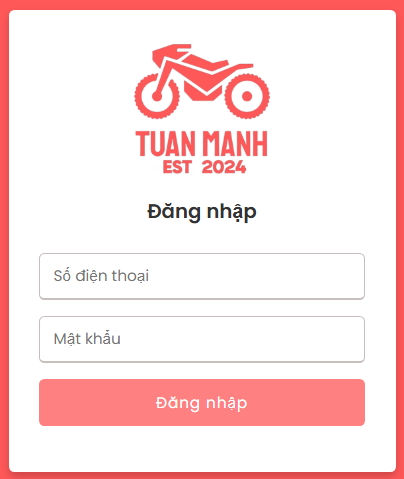 TUAN MANH
EST 2024
Đăng nhập
Số điện thoại
Mật khẩu
Đăng nhập